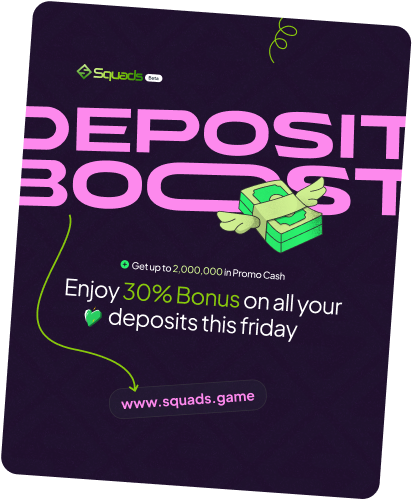 Squads Beta
DEPOSIT
BOOST
Get up to 2,000,000 in Promo Cash
Enjoy 30% Bonus on all your
deposits this friday
www.squads.game